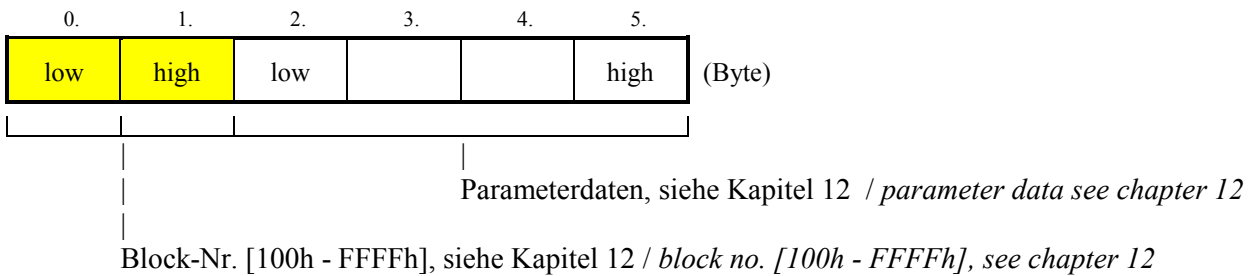 0. 1. 2. 3. 4. 5.
low high low high (Byte)
Parameterdaten, siehe Kapitel 12 / parameter data see chapter 12
Block-Nr. [100h - FFFFh], siehe Kapitel 12 / block no. [100h - FFFFh], see chapter 12